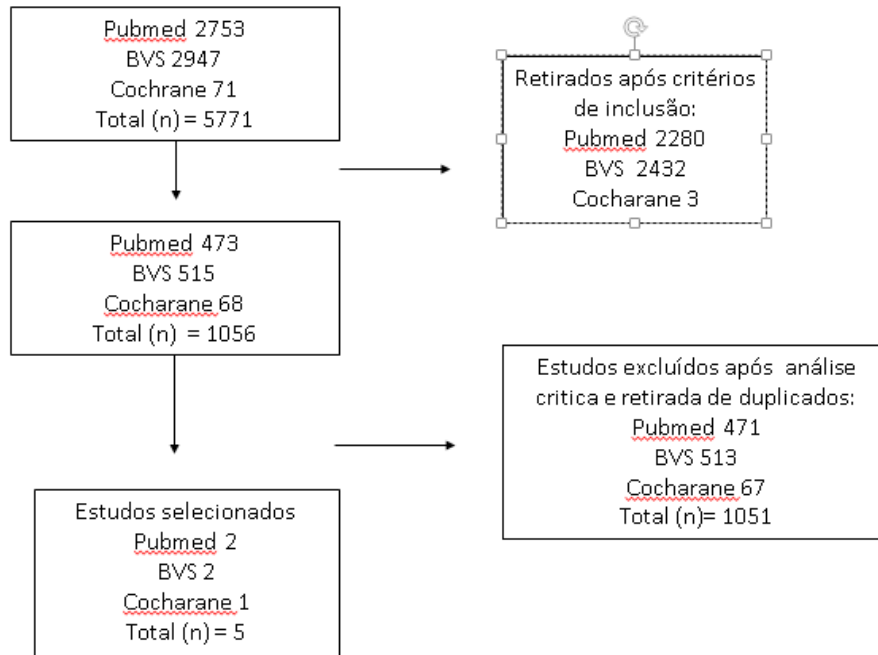 Pubmed 2753
BVS 2947
Cochrane 71
Total (n) = 5771
Retirados após critérios
de inclusão:
Pubmed 2280
BVS 2432
Cocharane 3
Pubmed 473
BVS 515
Cocharane 68
Total (n) = 1056
Estudos excluídos após análise
critica e retirada de duplicados:
Pubmed 471
BVS 513
Cocharane 67
Total (n)= 1051
Estudos selecionados
Pubmed 2
BVS 2
Cocharane 1
Total (n) = 5